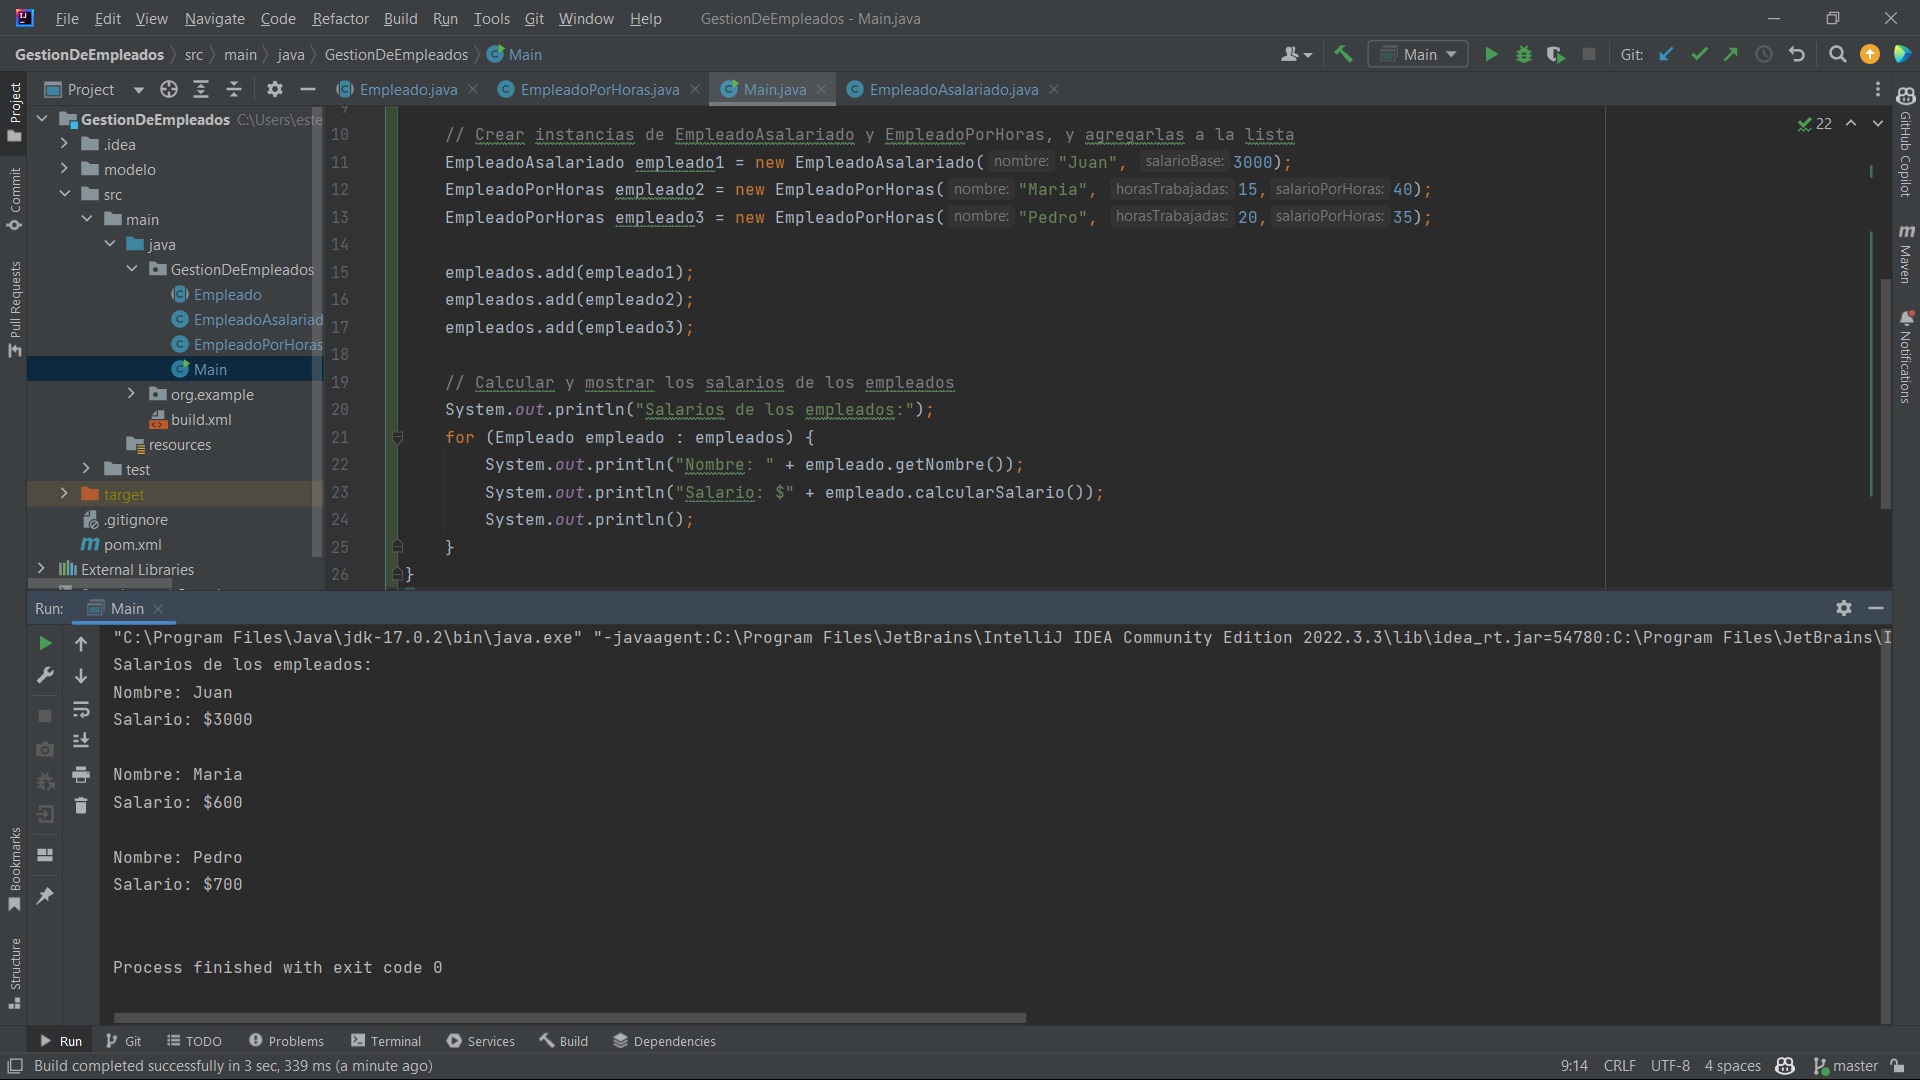 File Edit View Navigate Code Refactor Build Run Tools Git Window Help GestionDeEmpleados - Main.java
GestionDeEmpleados src main java GestionDeEmpleados Main Main Git:
Project Empleado.java EmpleadoPorHoras.java Main.java EmpleadoAsalariado.java
GestionDeEmpleados C:\Users\este
.idea
modelo
src
main
java
GestionDeEmpleados
Empleado
EmpleadoAsalariad
EmpleadoPorHoras
Main
org.example
build.xml
resources
test
target
.gitignore
pom.xml
External Libraries
22
9
10 // Crear instancias de EmpleadoAsalariado y EmpleadoPorHoras, y agregarlas a la lista
11 EmpleadoAsalariado empleado1 = new EmpleadoAsalariado( nombre: "Juan", salarioBase: 3000);
12 EmpleadoPorHoras empleado2 = new EmpleadoPorHoras( nombre: "Maria", horasTrabajadas: 15, salarioPorHoras: 40);
13 EmpleadoPorHoras empleado3 = new EmpleadoPorHoras( nombre: "Pedro", horasTrabajadas: 20, salarioPorHoras: 35);
14
15 empleados.add(empleado1);
16 empleados.add(empleado2);
17 empleados.add(empleado3);
18
19 // Calcular y mostrar los salarios de los empleados
20 System.out.println("Salarios de los empleados:");
21 for (Empleado empleado : empleados) {
22 System.out.println("Nombre: " + empleado.getNombre());
23 System.out.println("Salario: $" + empleado.calcularSalario());
24 System.out.println();
25 }
26 }
Project
Commit
Pull Requests
Bookmarks
Structure
GitHub Copilot
Maven
Notifications
Run: Main
"C:\Program Files\Java\jdk-17.0.2\bin\java.exe" "-javaagent:C:\Program Files\JetBrains\IntelliJ IDEA Community Edition 2022.3.3\lib\idea_rt.jar=54780:C:\Program Files\JetBrains\I
Salarios de los empleados:
Nombre: Juan
Salario: $3000
Nombre: Maria
Salario: $600
Nombre: Pedro
Salario: $700
Process finished with exit code 0
Run Git TODO Problems Terminal Services Build Dependencies
Build completed successfully in 3 sec, 339 ms (a minute ago) 9:14 CRLF UTF-8 4 spaces master